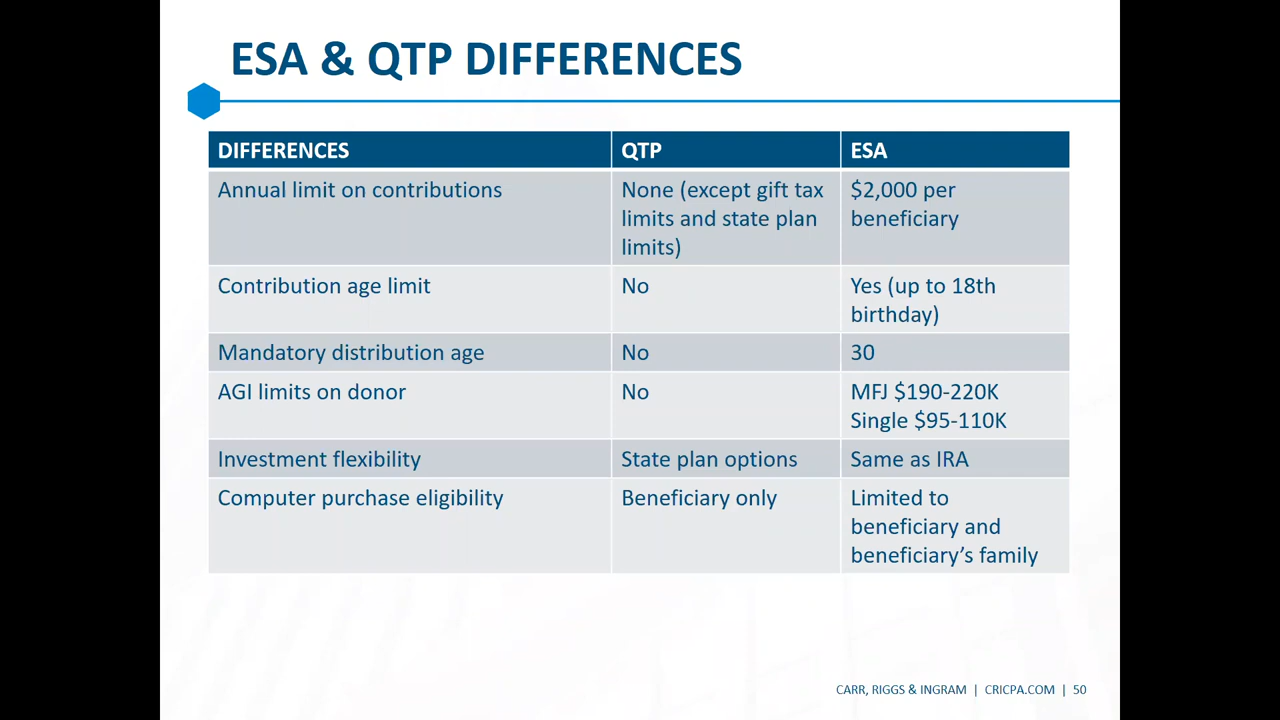 ESA & QTP DIFFERENCES
DIFFERENCES
QTP
ESA
Annual limit on contributions
None (except gift tax
limits and state plan
limits)
$2,000 per
beneficiary
Contribution age limit
No
Yes (up to 18th
birthday)
Mandatory distribution age
No
30
AGI limits on donor
No
MFJ $190-220K
Single $95-110K
Investment flexibility
State plan options
Same as IRA
Computer purchase eligibility
Beneficiary only
Limited to
beneficiary and
beneficiary’s family
CARR, RIGGS & INGRAM | CRICPA.COM | 50